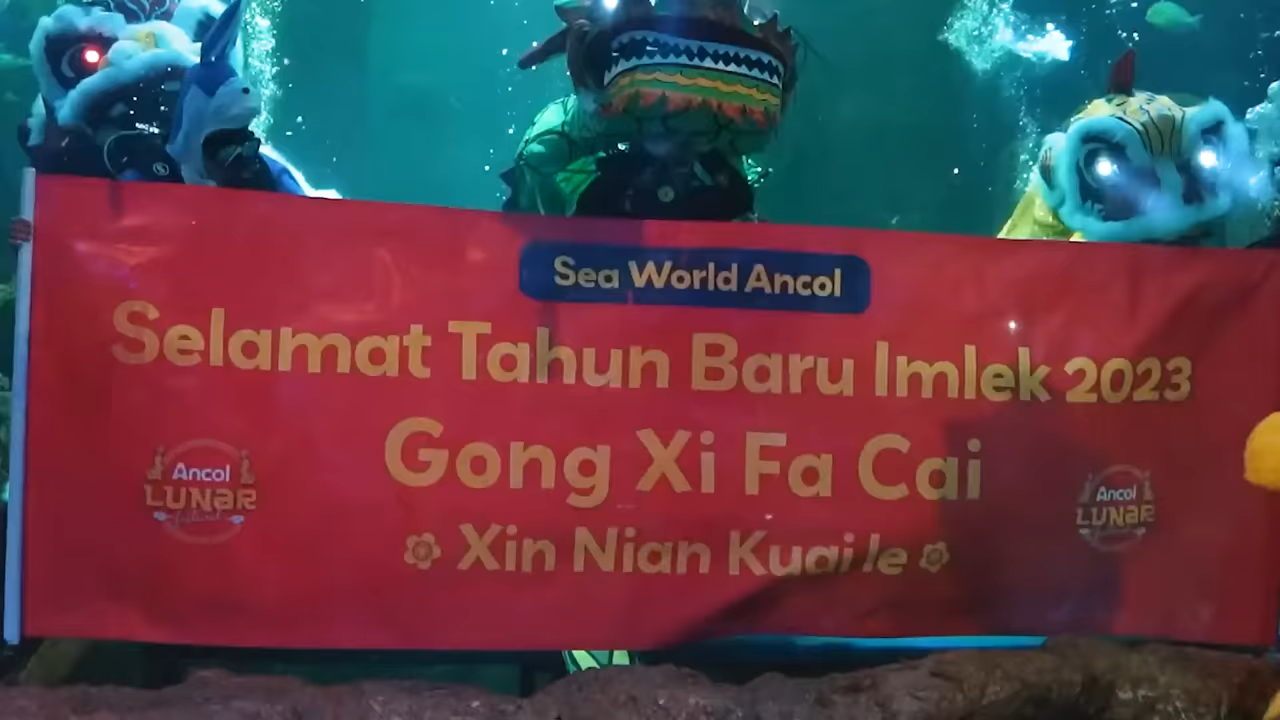 Sea World Ancol
Selamat Tahun Baru Imlek 2023
Gong Xi Fa Cai
Xin Nian Kuai le
Ancol
LUNAR
Festival
Ancol
LUNAR